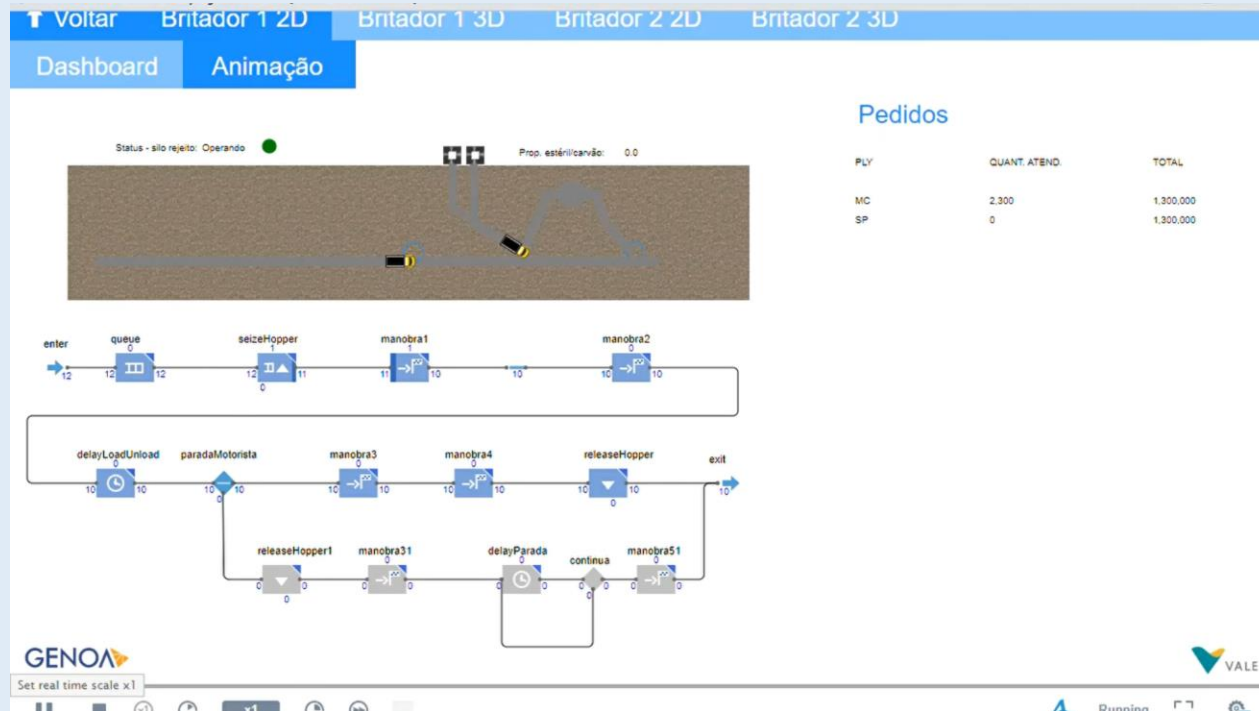 Voltar Britador 1 2D Britador 1 3D Britador 2 2D Britador 2 3D
Dashboard Animação
Pedidos
Status - silo rejeito: Operando Prop. estéril/carvão: 0.0
PLY QUANT. ATEND. TOTAL
MC 2,300 1,300,000
SP 0 1,300,000
enter queue seizeHopper manobra1 manobra2
0 1 1 0
12 12 12 12 11 11 10 10 10 10
0
delayLoadUnload paradaMotorista manobra3 manobra4 releaseHopper exit
0 0 0
10 10 10 10 10 10 10 10 10 10 10
0 0
releaseHopper1 manobra31 delayParada continua manobra51
0 0 0
0 0 0 0 0 0 0 0 0 0
0 0
GENOA
VALE
Set real time scale x1
x1 x1 Running